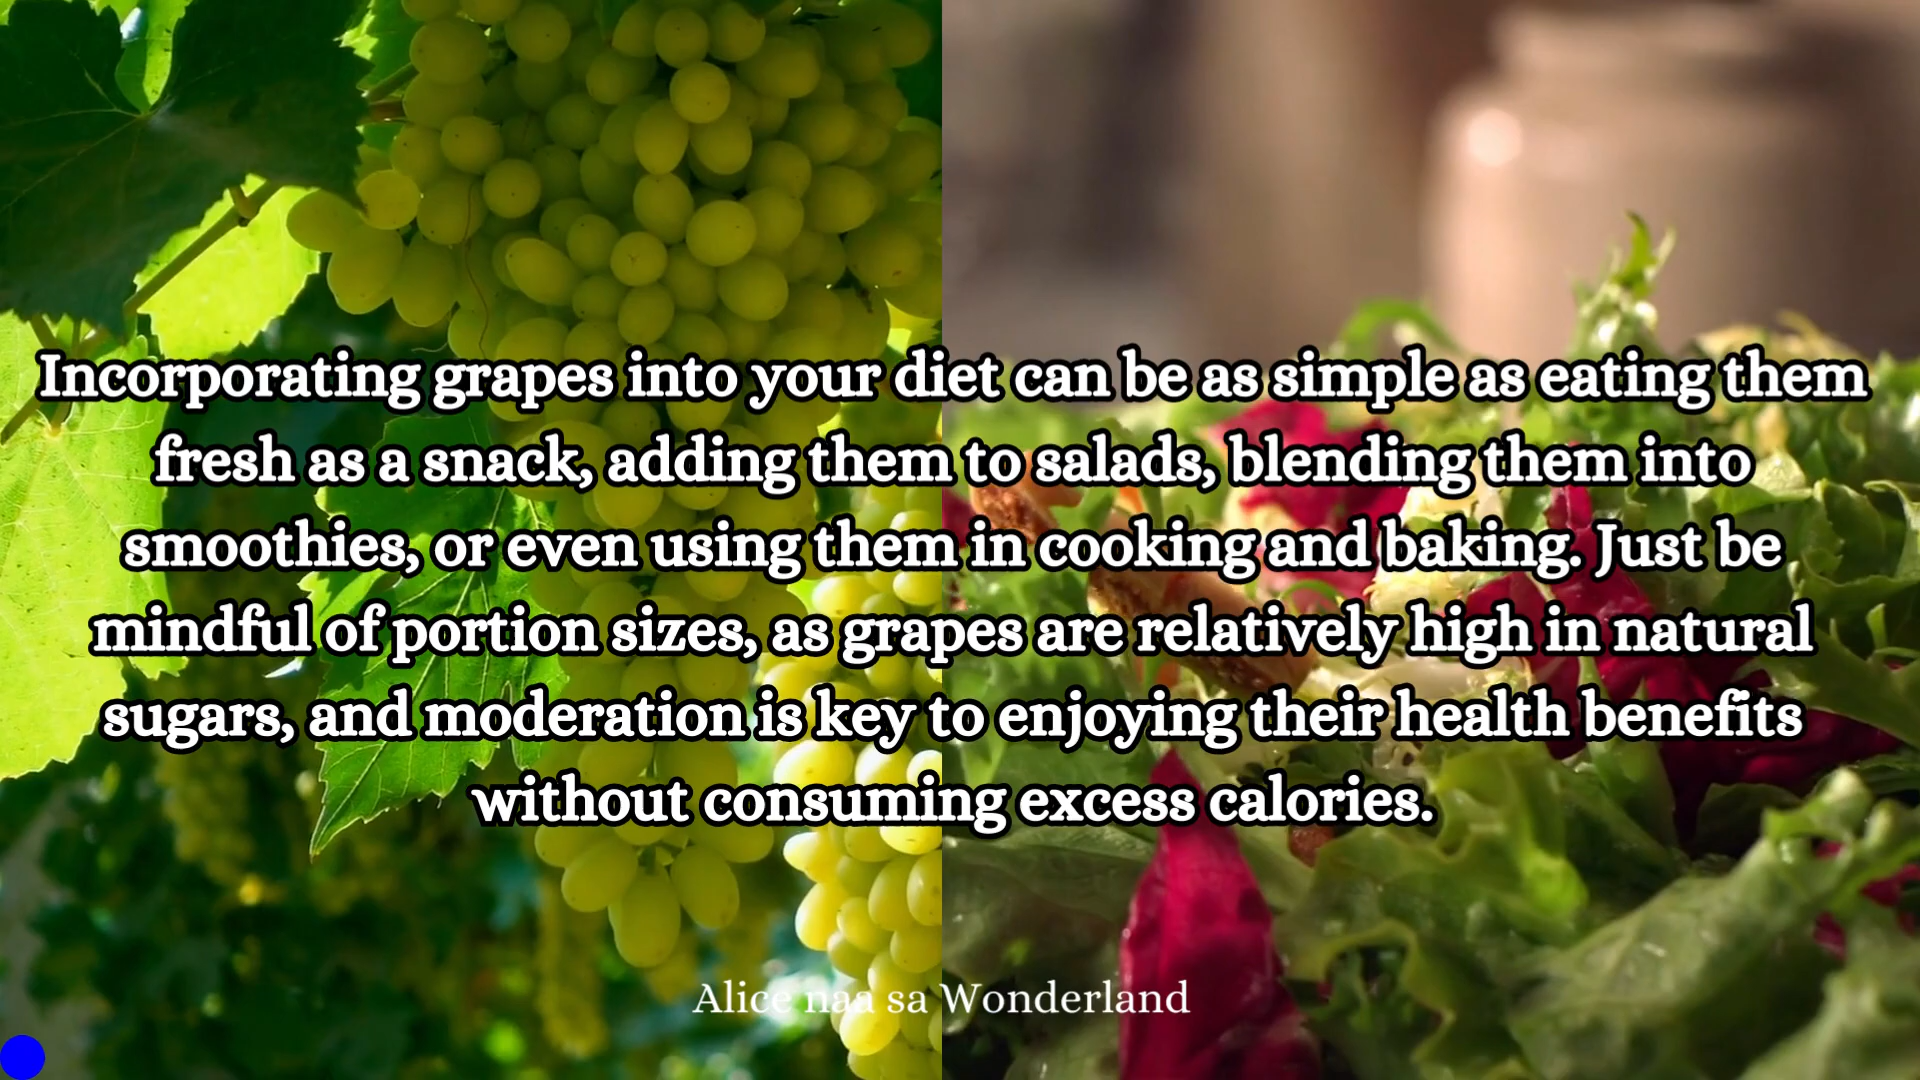 Incorporating grapes into your diet can be as simple as eating them
fresh as a snack, adding them to salads, blending them into
smoothies, or even using them in cooking and baking. Just be
mindful of portion sizes, as grapes are relatively high in natural
sugars, and moderation is key to enjoying their health benefits
without consuming excess calories.
Alice naa sa Wonderland